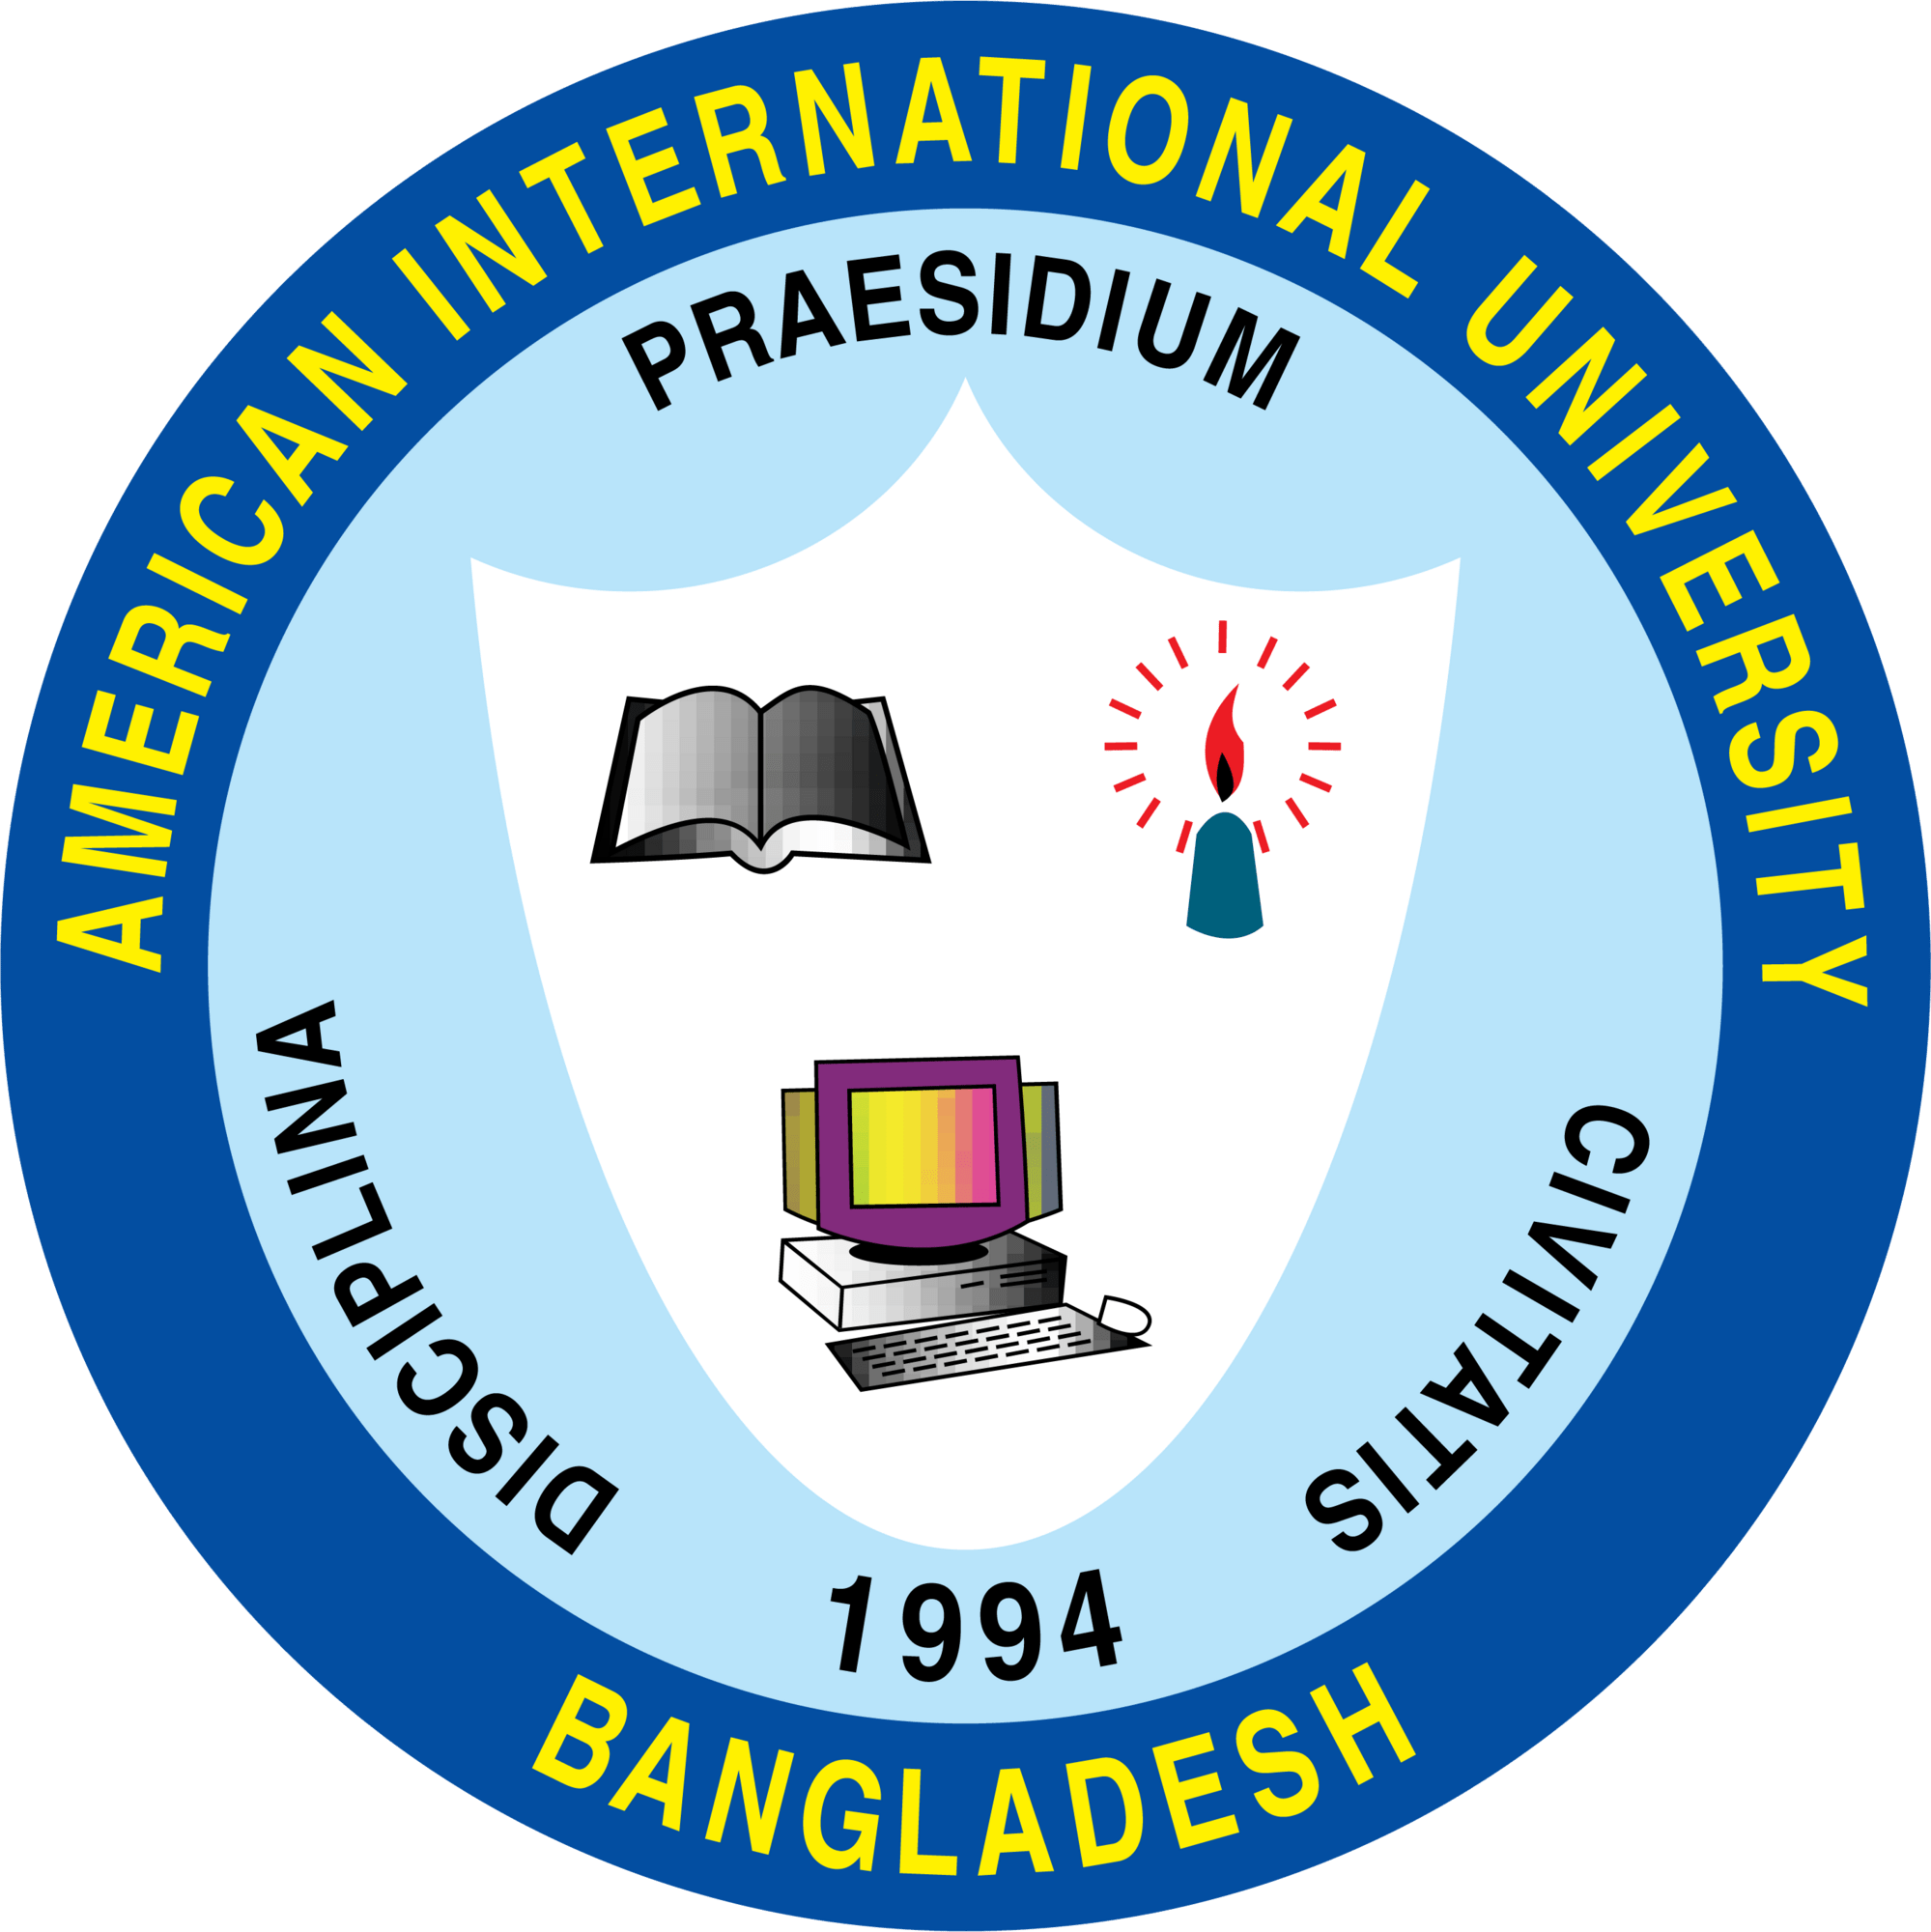 AMERICAN INTERNATIONAL UNIVERSITY
PRAESIDIUM
DISCIPLINA
CIVITATIS
1994
BANGLADESH